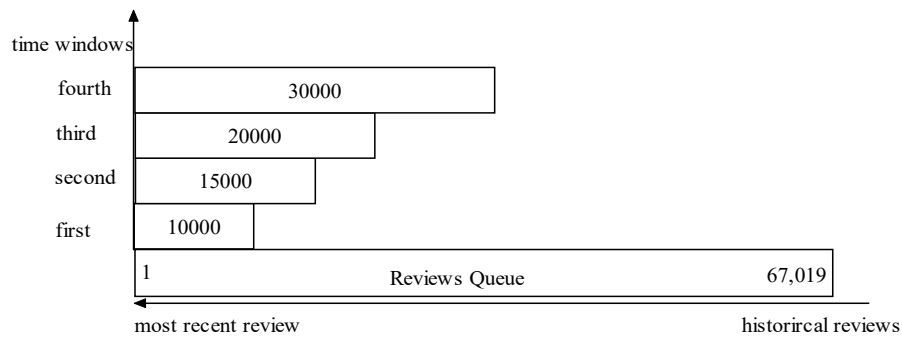 time windows
fourth 30000
third 20000
second 15000
first 10000
1 Reviews Queue 67,019
most recent review historircal reviews